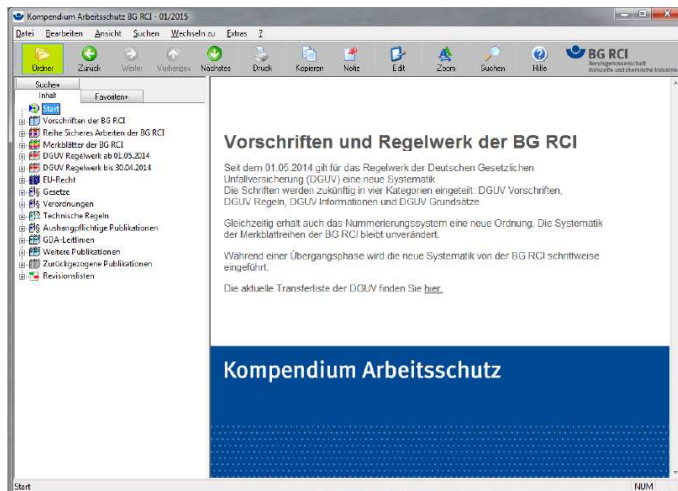 Kompendium Arbeitsschutz BG RCI - 01/2015
Datei Bearbeiten Ansicht Suchen Wechseln zu Extras ?
Ordner Zurück Weiter Vorheriges Nächstes Druck Kopieren Notiz Edit Zoom Suchen Hilfe
BG RCI
Berufsgenossenschaft
Rohstoffe und chemische Industrie
Suche
Inhalt Favoriten
Start
Vorschriften der BG RCI
Reihe Sicheres Arbeiten der BG RCI
Merkblätter der BG RCI
DGUV Regelwerk ab 01.05.2014
DGUV Regelwerk bis 30.04.2014
EU-Recht
Gesetze
Verordnungen
Technische Regeln
Aushangpflichtige Publikationen
GDA-Leitlinien
Weitere Publikationen
Zurückgezogene Publikationen
Revisionslisten
Vorschriften und Regelwerk der BG RCI
Seit dem 01.05.2014 gilt für das Regelwerk der Deutschen Gesetzlichen
Unfallversicherung (DGUV) eine neue Systematik.
Die Schriften werden zukünftig in vier Kategorien eingeteilt: DGUV Vorschriften,
DGUV Regeln, DGUV Informationen und DGUV Grundsätze.
Gleichzeitig erhält auch das Nummerierungssystem eine neue Ordnung. Die Systematik
der Merkblattreihen der BG RCI bleibt unverändert.
Während einer Übergangsphase wird die neue Systematik von der BG RCI schrittweise
eingeführt.
Die aktuelle Transferliste der DGUV finden Sie hier.
Kompendium Arbeitsschutz
Start NUM